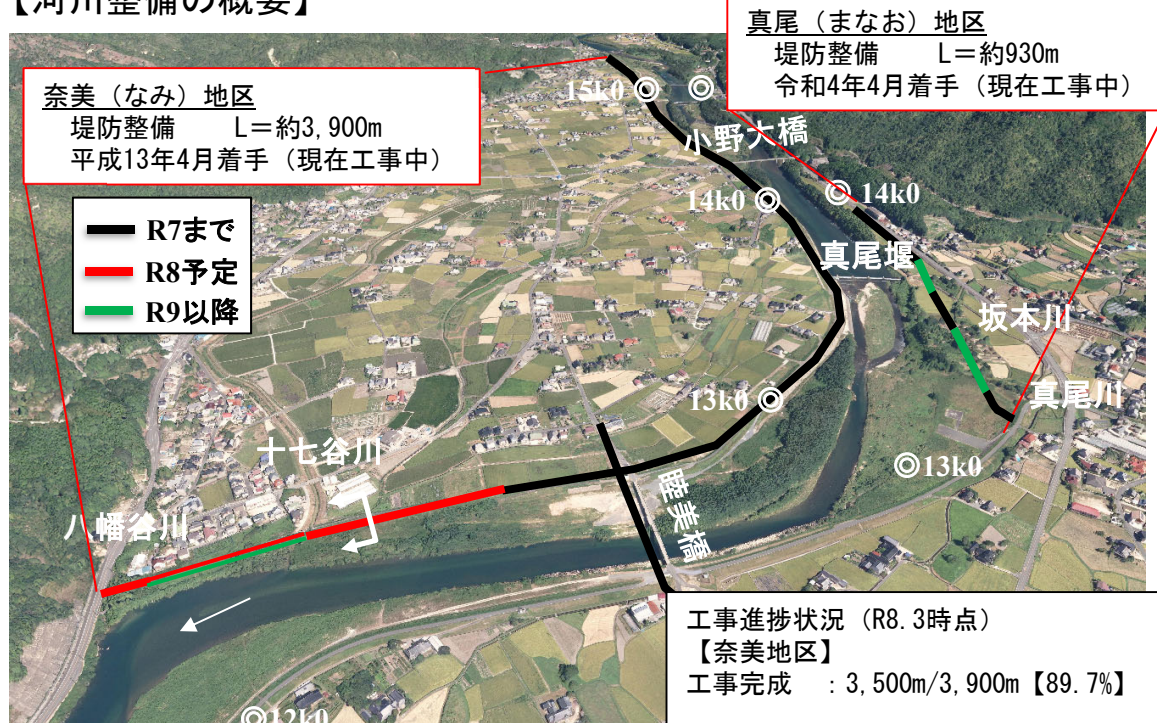 【河川整備の概要】
真尾（まなお）地区
堤防整備　　L＝約930m
令和4年4月着手（現在工事中）
奈美（なみ）地区
堤防整備　　L＝約3,900m
平成13年4月着手（現在工事中）
15k0 ◎ ◎
小野大橋
14k0 ◎
◎ 14k0
R7まで
R8予定
R9以降
真尾堰
坂本川
真尾川
13k0 ◎
◎13k0
十七谷川
八幡谷川
睦美橋
工事進捗状況（R8.3時点）
【奈美地区】
工事完成　：3,500m/3,900m【89.7%】
◎12k0